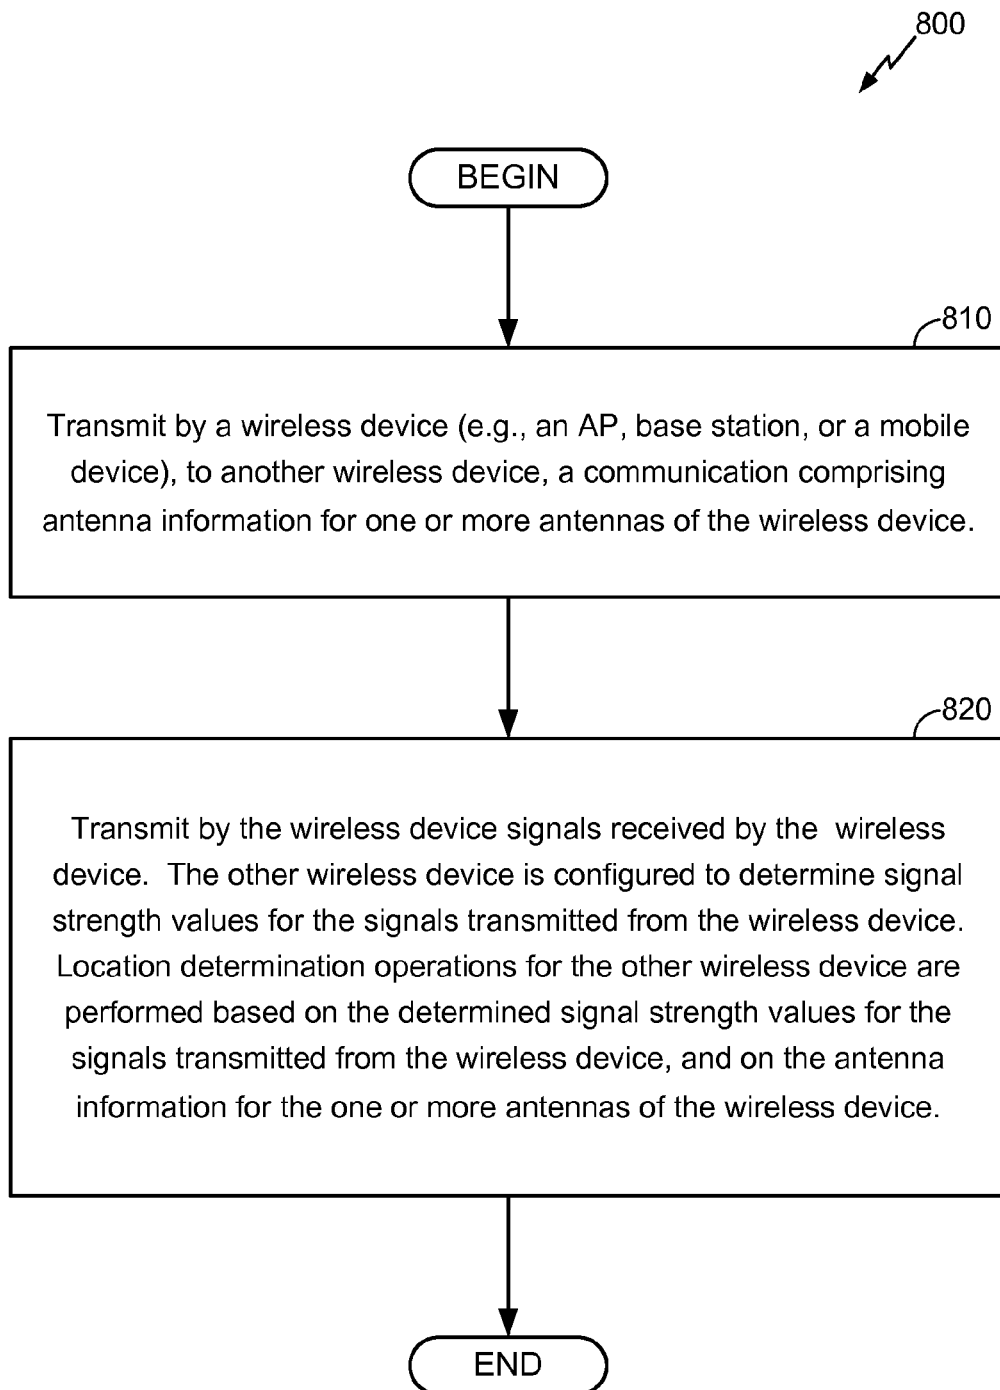 800
BEGIN
810
Transmit by a wireless device (e.g., an AP, base station, or a mobile
device), to another wireless device, a communication comprising
antenna information for one or more antennas of the wireless device.
820
Transmit by the wireless device signals received by the  wireless
device.  The other wireless device is configured to determine signal
strength values for the signals transmitted from the wireless device.
Location determination operations for the other wireless device are
performed based on the determined signal strength values for the
signals transmitted from the wireless device, and on the antenna
information for the one or more antennas of the wireless device.
END